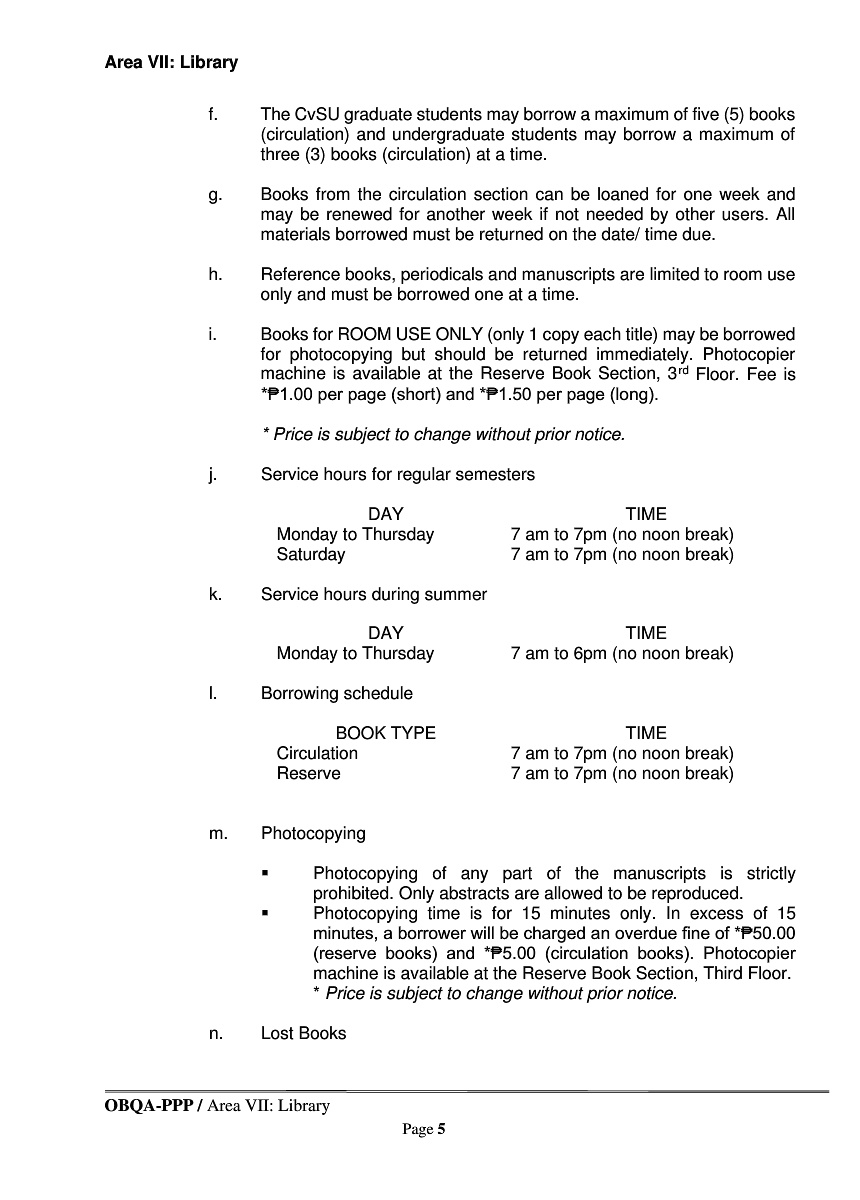 Area VII: Library
f. The CvSU graduate students may borrow a maximum of five (5) books
(circulation) and undergraduate students may borrow a maximum of
three (3) books (circulation) at a time.
g. Books from the circulation section can be loaned for one week and
may be renewed for another week if not needed by other users. All
materials borrowed must be returned on the date/ time due.
h. Reference books, periodicals and manuscripts are limited to room use
only and must be borrowed one at a time.
i. Books for ROOM USE ONLY (only 1 copy each title) may be borrowed
for photocopying but should be returned immediately. Photocopier
machine is available at the Reserve Book Section, 3rd Floor. Fee is
*₱1.00 per page (short) and *₱1.50 per page (long).
* Price is subject to change without prior notice.
j. Service hours for regular semesters
DAY TIME
Monday to Thursday 7 am to 7pm (no noon break)
Saturday 7 am to 7pm (no noon break)
k. Service hours during summer
DAY TIME
Monday to Thursday 7 am to 6pm (no noon break)
l. Borrowing schedule
BOOK TYPE TIME
Circulation 7 am to 7pm (no noon break)
Reserve 7 am to 7pm (no noon break)
m. Photocopying
▪ Photocopying of any part of the manuscripts is strictly
prohibited. Only abstracts are allowed to be reproduced.
▪ Photocopying time is for 15 minutes only. In excess of 15
minutes, a borrower will be charged an overdue fine of *₱50.00
(reserve books) and *₱5.00 (circulation books). Photocopier
machine is available at the Reserve Book Section, Third Floor.
* Price is subject to change without prior notice.
n. Lost Books
OBQA-PPP / Area VII: Library
Page 5